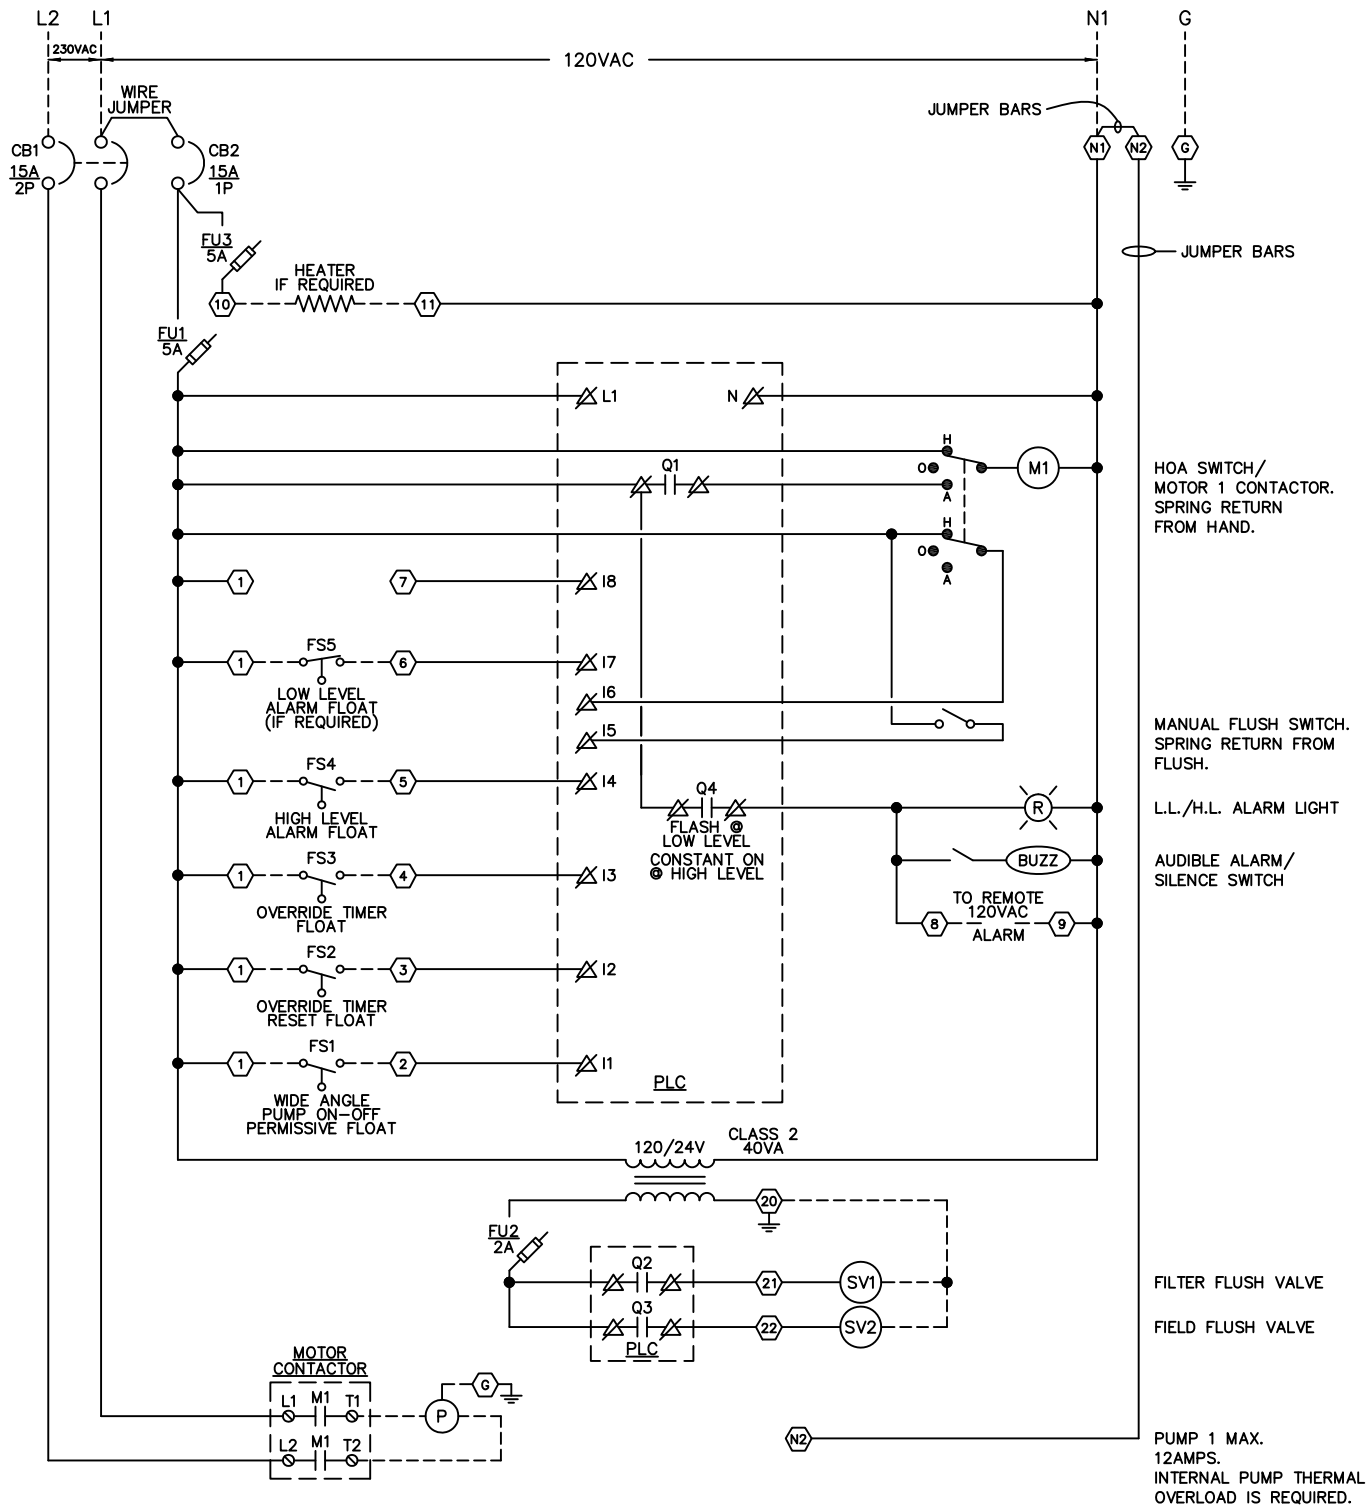 L2
L1
N1
G
230VAC
120VAC
WIRE
JUMPER
JUMPER BARS
CB1
15A
2P
CB2
15A
1P
N1
N2
G
FU3
5A
JUMPER BARS
HEATER
IF REQUIRED
10
11
FU1
5A
L1
N
H
O
A
M1
Q1
HOA SWITCH/
MOTOR 1 CONTACTOR.
SPRING RETURN
FROM HAND.
H
O
A
1
7
I8
FS5
1
6
I7
LOW LEVEL
ALARM FLOAT
(IF REQUIRED)
I6
I5
MANUAL FLUSH SWITCH.
SPRING RETURN FROM
FLUSH.
FS4
1
5
I4
HIGH LEVEL
ALARM FLOAT
Q4
FLASH @
LOW LEVEL
CONSTANT ON
@ HIGH LEVEL
R
L.L./H.L. ALARM LIGHT
BUZZ
AUDIBLE ALARM/
SILENCE SWITCH
FS3
1
4
I3
OVERRIDE TIMER
FLOAT
TO REMOTE
120VAC
ALARM
8
9
FS2
1
3
I2
OVERRIDE TIMER
RESET FLOAT
FS1
1
2
I1
WIDE ANGLE
PUMP ON-OFF
PERMISSIVE FLOAT
PLC
120/24V
CLASS 2
40VA
20
FU2
2A
Q2
21
SV1
FILTER FLUSH VALVE
Q3
22
SV2
FIELD FLUSH VALVE
PLC
MOTOR
CONTACTOR
L1
M1
T1
P
G
L2
M1
T2
N2
PUMP 1 MAX.
12AMPS.
INTERNAL PUMP THERMAL
OVERLOAD IS REQUIRED.